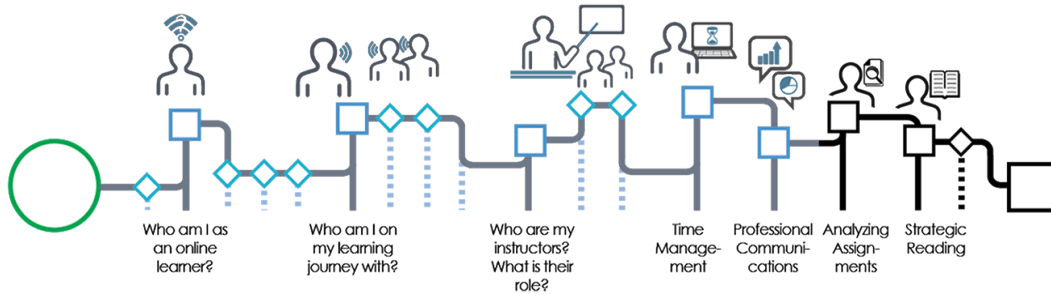 Who am I as
an online
learner?
Who am I on
my learning
journey with?
Who are my
instructors?
What is their
role?
Time
Manage-
ment
Professional
Communi-
cations
Analyzing
Assign-
ments
Strategic
Reading